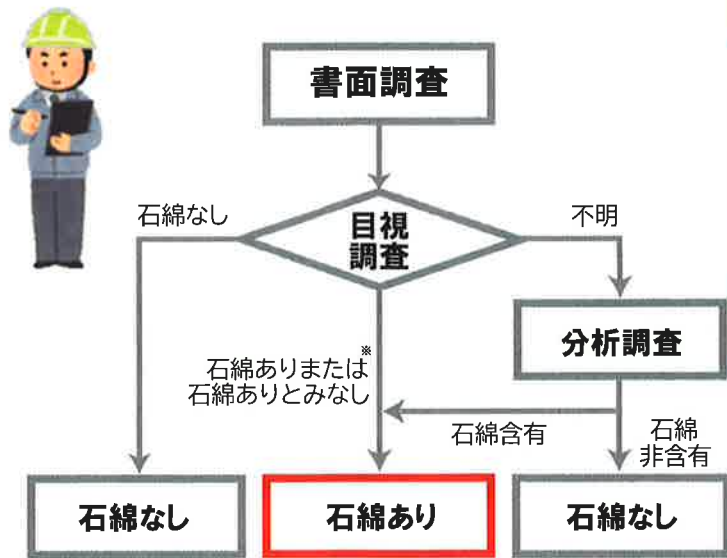 書面調査
石綿なし
目視
調査
不明
分析調査
※
石綿ありまたは
石綿ありとみなし
石綿含有
石綿
非含有
石綿なし
石綿あり
石綿なし